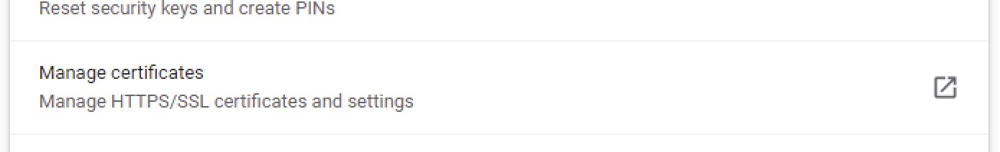 Reset security keys and create PINs
Manage certificates
Manage HTTPS/SSL certificates and settings